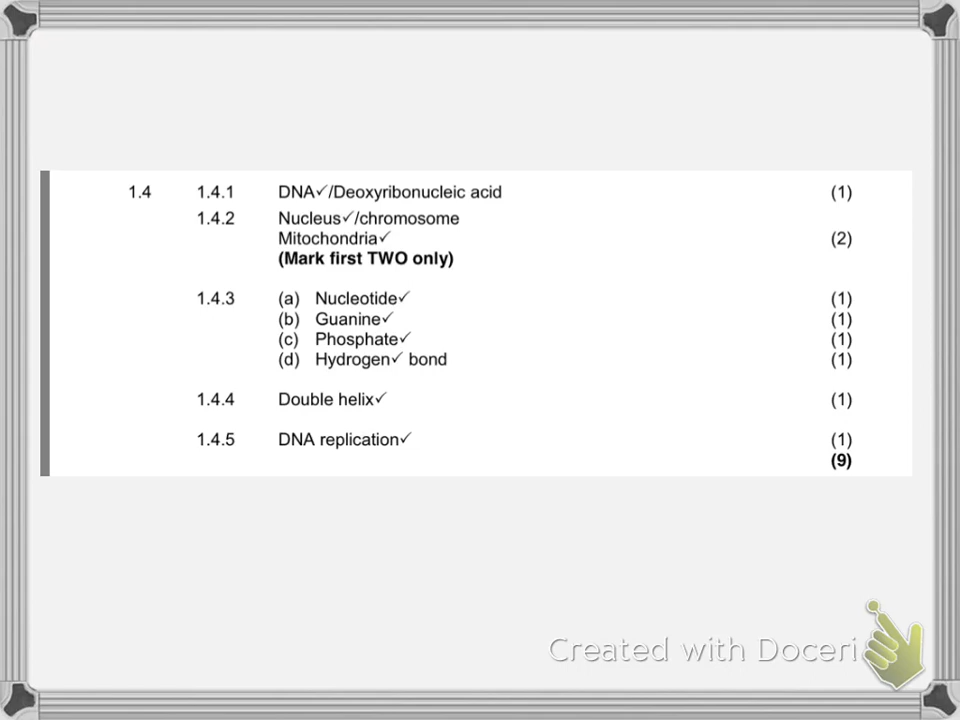 1.4 1.4.1 DNA✓/Deoxyribonucleic acid (1)
1.4.2 Nucleus✓/chromosome
Mitochondria✓ (2)
(Mark first TWO only)
1.4.3 (a) Nucleotide✓ (1)
(b) Guanine✓ (1)
(c) Phosphate✓ (1)
(d) Hydrogen✓ bond (1)
1.4.4 Double helix✓ (1)
1.4.5 DNA replication✓ (1)
(9)
Created with Doceri